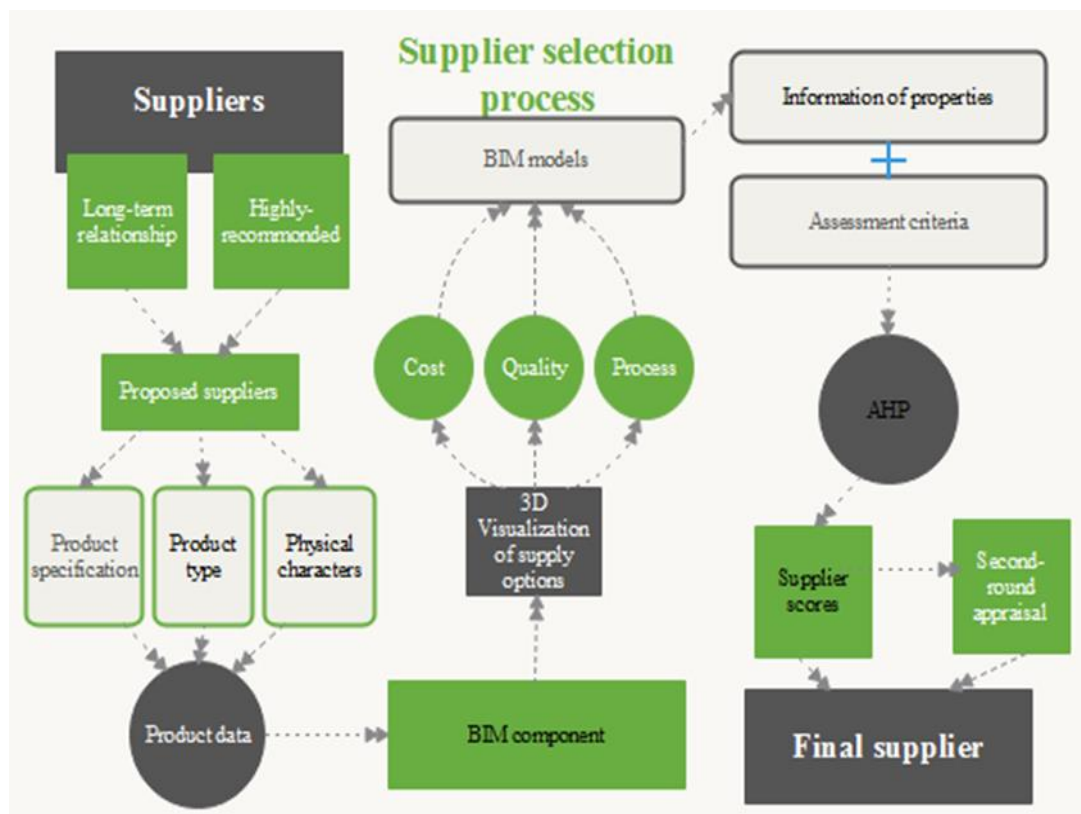 Supplier selection
process
Suppliers
Long-term
relationship
Highly-
recommonded
Proposed suppliers
Product
specification
Product
type
Physical
characters
Product data
BIM component
3D
Visualization
of supply
options
Cost
Quality
Process
BIM models
Information of properties
Assessment criteria
AHP
Supplier
scores
Second-
round
appraisal
Final supplier